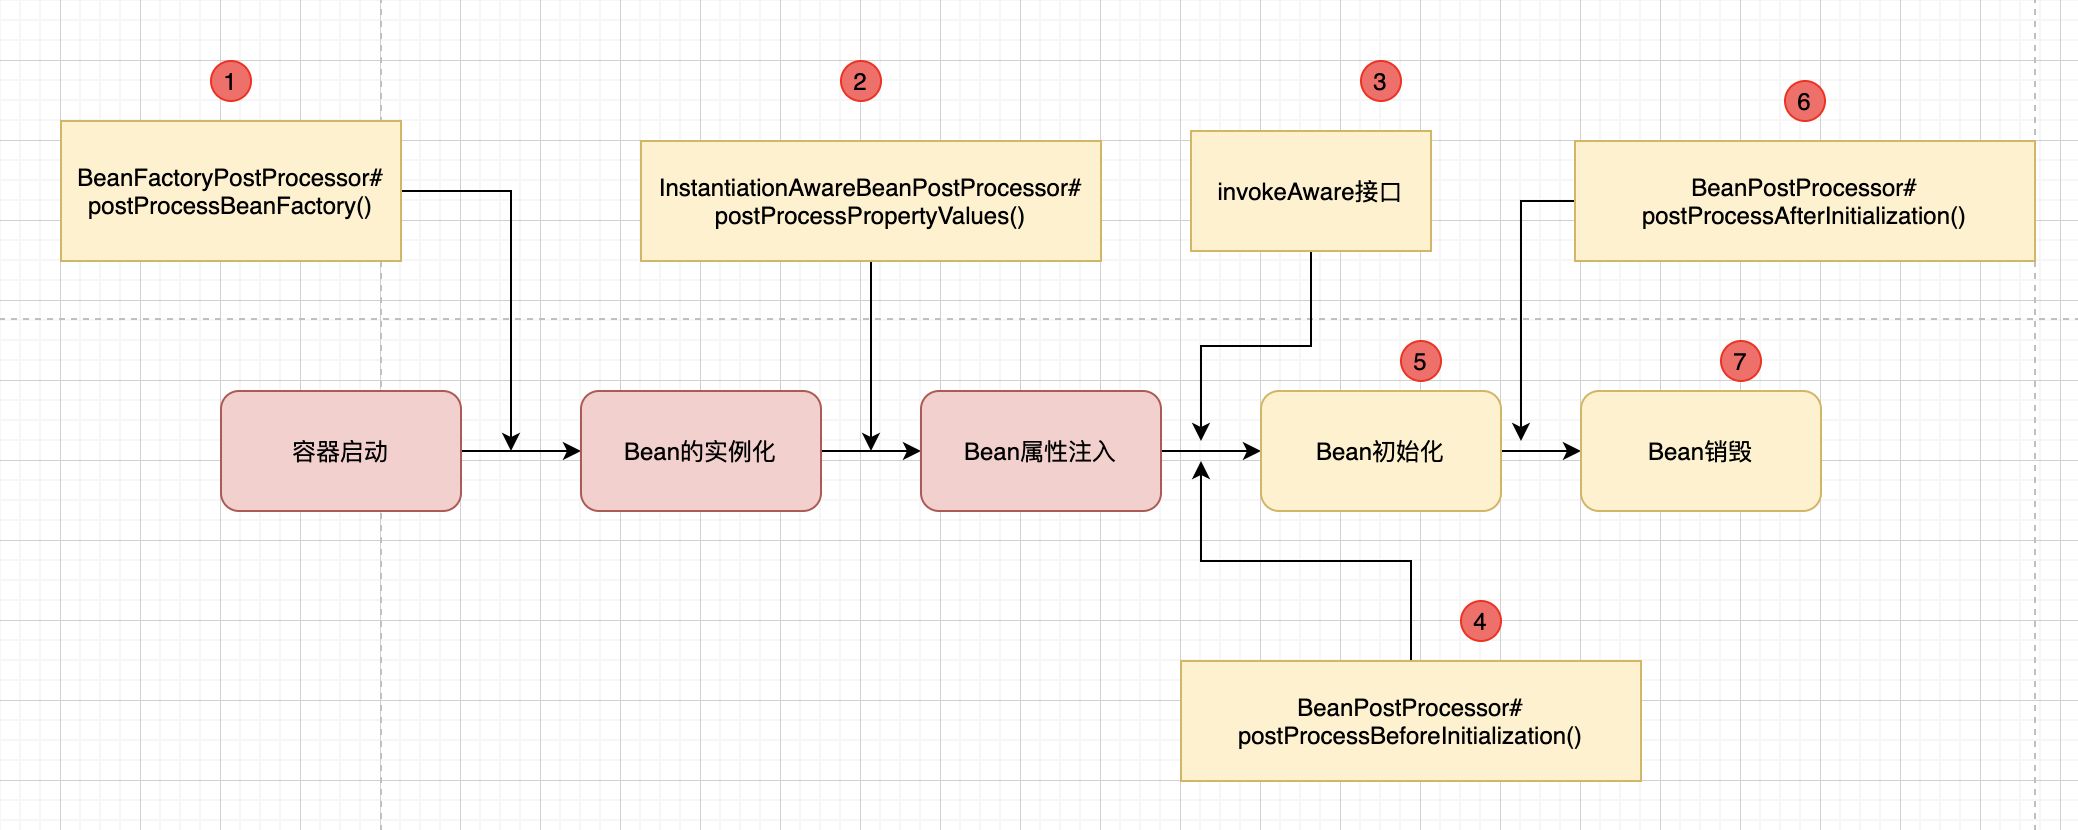 1
2
3
6
BeanFactoryPostProcessor#
postProcessBeanFactory()
InstantiationAwareBeanPostProcessor#
postProcessPropertyValues()
invokeAware接口
BeanPostProcessor#
postProcessAfterInitialization()
5
7
容器启动
Bean的实例化
Bean属性注入
Bean初始化
Bean销毁
4
BeanPostProcessor#
postProcessBeforeInitialization()